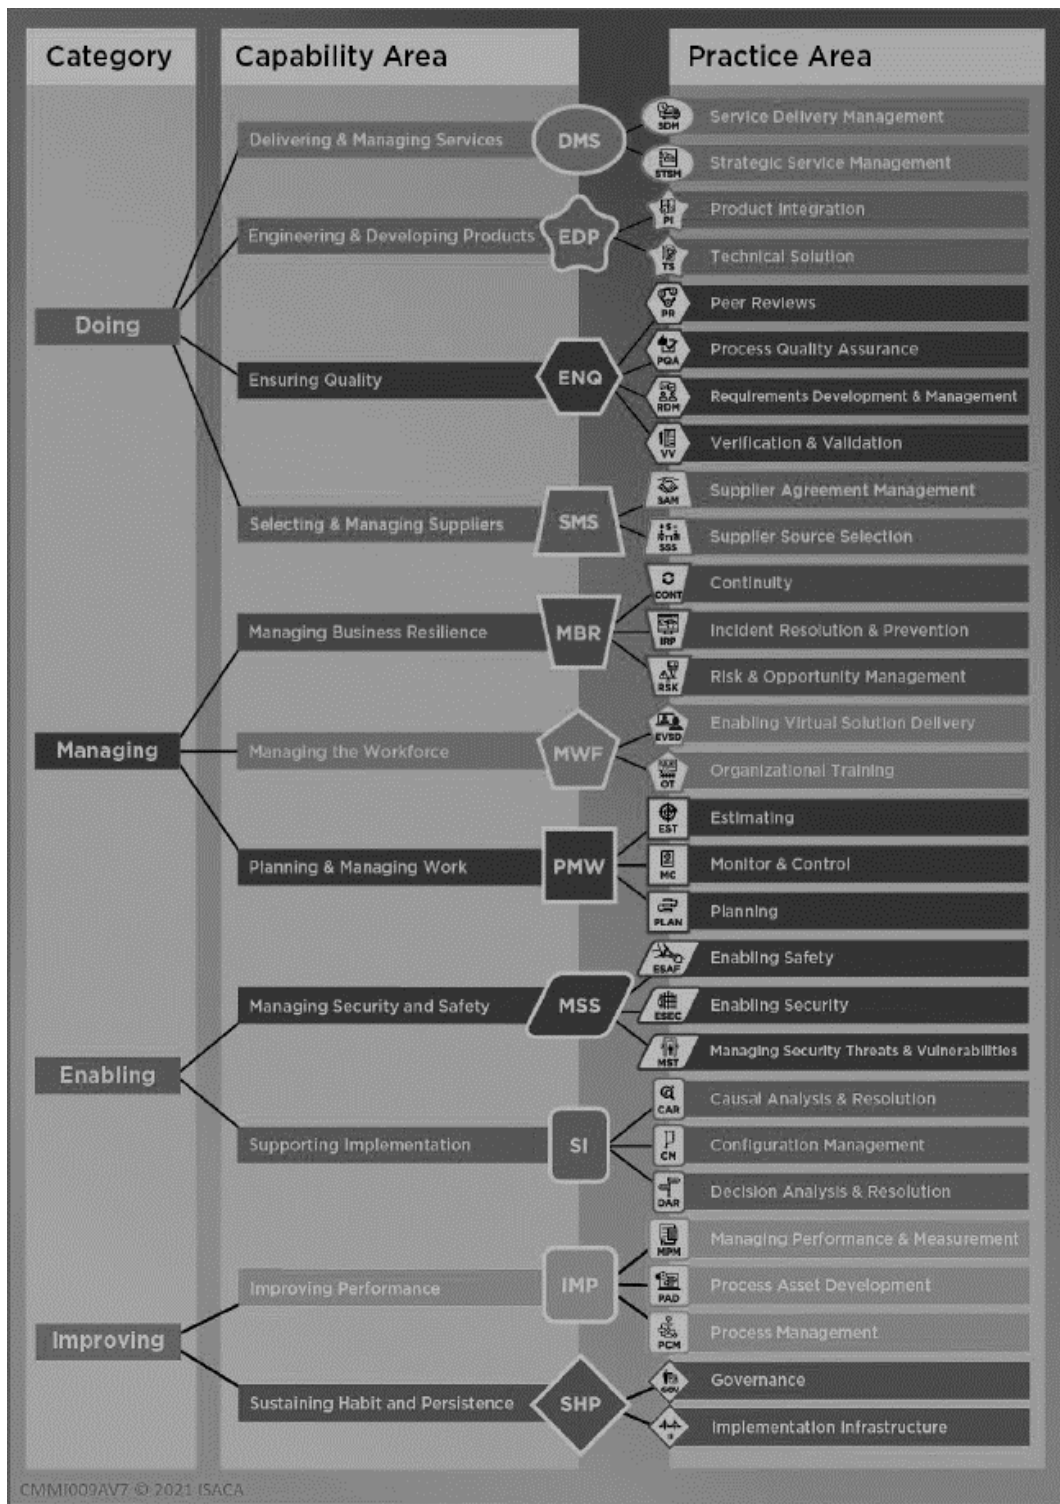 Category
Capability Area
Practice Area
Delivering & Managing Services
DMS
SDM
Service Delivery Management
STSM
Strategic Service Management
Engineering & Developing Products
EDP
PI
Product Integration
TS
Technical Solution
Doing
Ensuring Quality
ENQ
PR
Peer Reviews
PQA
Process Quality Assurance
RDM
Requirements Development & Management
VV
Verification & Validation
Selecting & Managing Suppliers
SMS
SAM
Supplier Agreement Management
SSS
Supplier Source Selection
Managing Business Resilience
MBR
CONT
Continuity
IRP
Incident Resolution & Prevention
RSK
Risk & Opportunity Management
Managing
Managing the Workforce
MWF
EVSD
Enabling Virtual Solution Delivery
OT
Organizational Training
Planning & Managing Work
PMW
EST
Estimating
MC
Monitor & Control
PLAN
Planning
Managing Security and Safety
MSS
ESAF
Enabling Safety
ESEC
Enabling Security
MST
Managing Security Threats & Vulnerabilities
Enabling
Supporting Implementation
SI
CAR
Causal Analysis & Resolution
CM
Configuration Management
DAR
Decision Analysis & Resolution
Improving Performance
IMP
MPM
Managing Performance & Measurement
PAD
Process Asset Development
PCM
Process Management
Improving
Sustaining Habit and Persistence
SHP
GOV
Governance
II
Implementation Infrastructure
CMMI009AV7 © 2021 ISACA